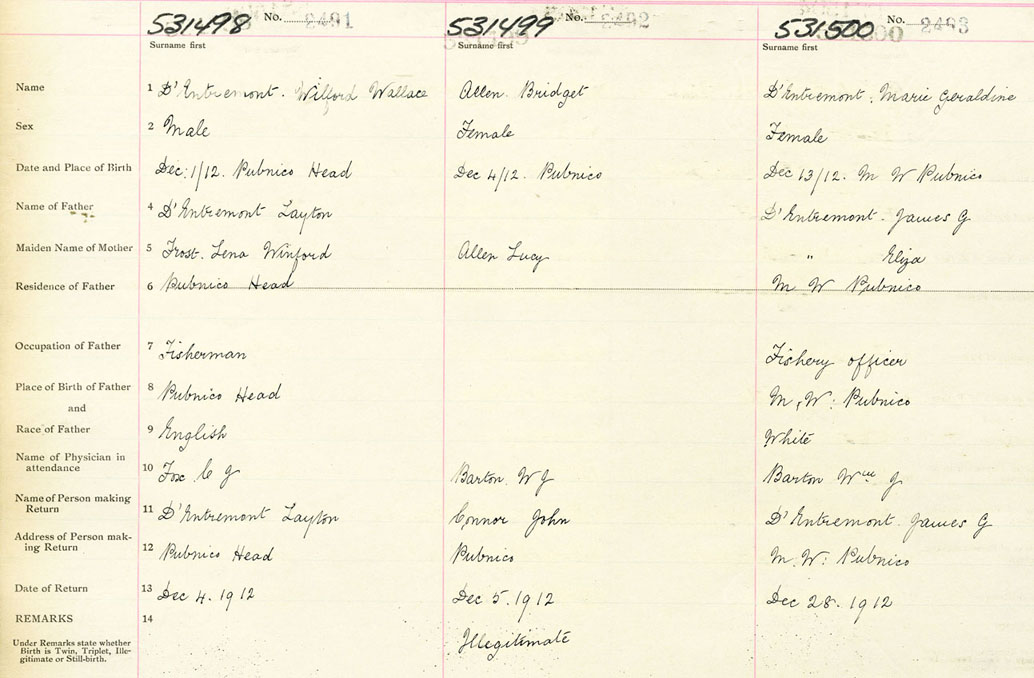 531498 No. 2491 531499 No. 2492 531500 No. 2493
Surname first Surname first Surname first
Name 1 D'Entremont. Wilford Wallace Allen. Bridget D'Entremont, Marie Geraldine
Sex 2 Male Female Female
Date and Place of Birth 3 Dec: 1/12. Pubnico Head Dec 4/12. Pubnico Dec 13/12. M W Pubnico
Name of Father 4 D'Entremont Layton D'Entremont. James G
Maiden Name of Mother 5 Frost. Lena Winford Allen Lucy " Eliza
Residence of Father 6 Pubnico Head M W Pubnico
Occupation of Father 7 Fisherman Fishery officer
Place of Birth of Father 8 Pubnico Head M, W: Pubnico
and
Race of Father 9 English White
Name of Physician in
attendance 10 Fox C J Barton. W J Barton Wm J
Name of Person making
Return 11 D'Entremont Layton Connor John D'Entremont. James G
Address of Person mak-
ing Return 12 Pubnico Head Pubnico M. W: Pubnico
Date of Return 13 Dec 4. 1912 Dec 5. 1912 Dec 28. 1912
REMARKS 14
Under Remarks state whether
Birth is Twin, Triplet, Ille-
gitimate or Still-birth. Illegitimate